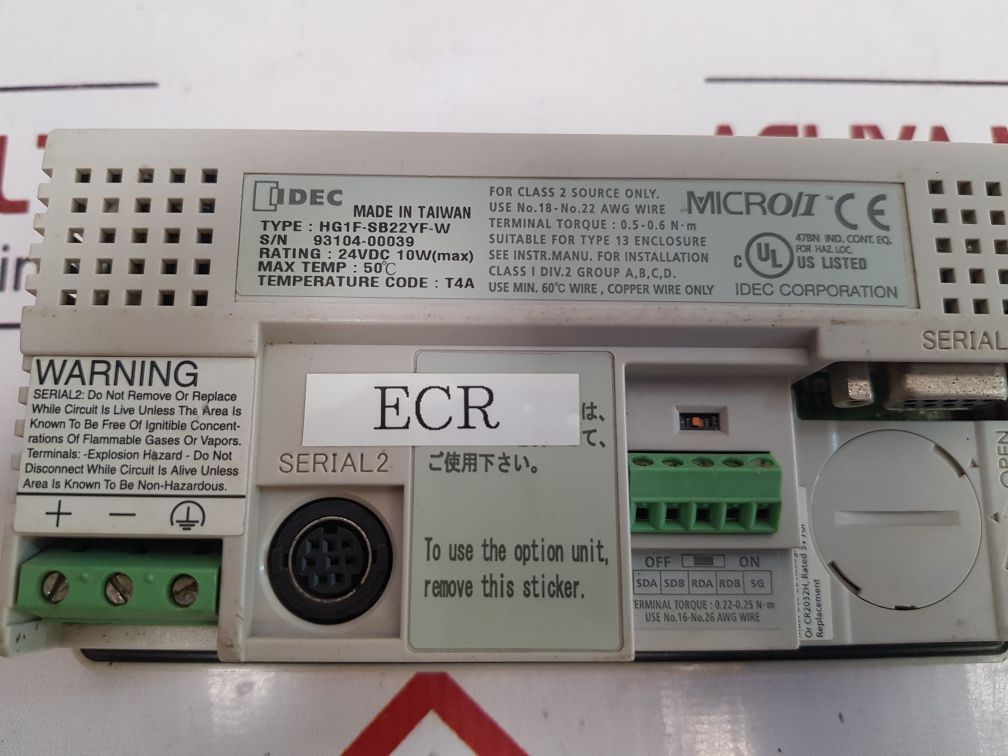 IDEC
MADE IN TAIWAN
TYPE : HG1F-SB22YF-W
S/N 93104-00039
RATING : 24VDC 10W(max)
MAX TEMP : 50℃
TEMPERATURE CODE : T4A
FOR CLASS 2 SOURCE ONLY.
USE No.18-No.22 AWG WIRE
TERMINAL TORQUE : 0.5-0.6 N·m
SUITABLE FOR TYPE 13 ENCLOSURE
SEE INSTR.MANU. FOR INSTALLATION
CLASS I DIV.2 GROUP A,B,C,D.
USE MIN. 60℃ WIRE , COPPER WIRE ONLY
MICRO/I ™ CE
47BN IND. CONT. EQ.
FOR HAZ. LOC.
C UL US LISTED
IDEC CORPORATION
SERIAL
WARNING
SERIAL2: Do Not Remove Or Replace
While Circuit Is Live Unless The Area Is
Known To Be Free Of Ignitible Concent-
rations Of Flammable Gases Or Vapors.
Terminals: -Explosion Hazard - Do Not
Disconnect While Circuit Is Alive Unless
Area Is Known To Be Non-Hazardous.
+ −
ECR
は、
て、
ご使用下さい。
SERIAL2
To use the option unit,
remove this sticker.
OFF ON
SDA SDB RDA RDB SG
TERMINAL TORQUE : 0.22-0.25 N·m
USE No.16-No.26 AWG WIRE
Or CR2032H, Rated 3V For
Replacement
OPEN